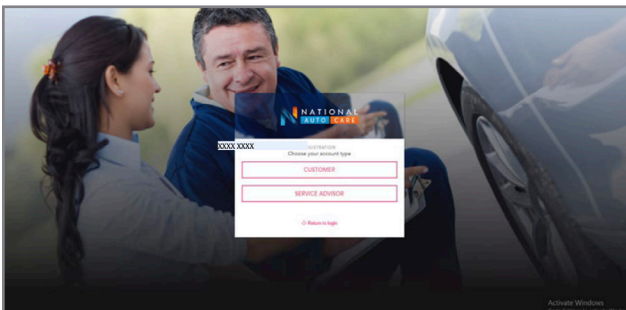 NATIONAL
AUTO CARE
XXXX XXXX
Choose your account type
CUSTOMER
SERVICE ADVISOR
Return to login
Activate Windows